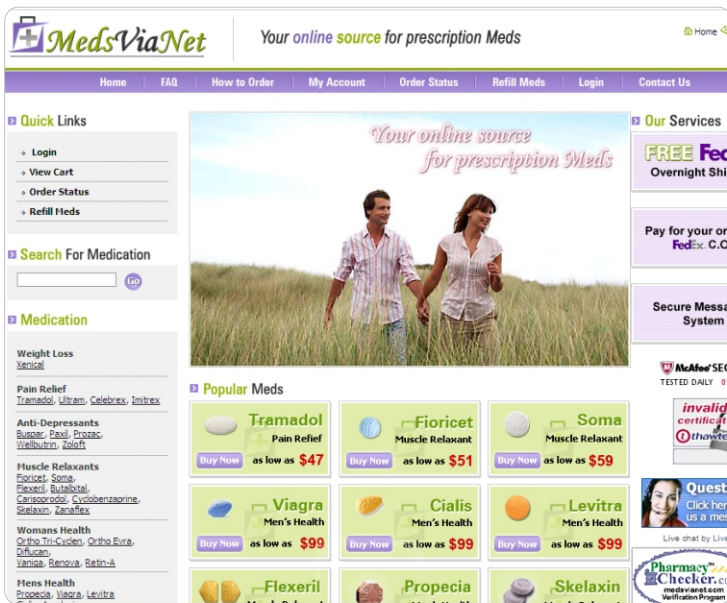 MedsViaNet
Your online source for prescription Meds
Home
Home FAQ How to Order My Account Order Status Refill Meds Login Contact Us
Quick Links
Login
View Cart
Order Status
Refill Meds
Search For Medication
Go
Medication
Weight Loss
Xenical
Pain Relief
Tramadol, Ultram, Celebrex, Imitrex
Anti-Depressants
Buspar, Paxil, Prozac,
Wellbutrin, Zoloft
Muscle Relaxants
Fioricet, Soma,
Flexeril, Butalbital,
Carisoprodol, Cyclobenzaprine,
Skelaxin, Zanaflex
Womans Health
Ortho Tri-Cyclen, Ortho Evra,
Diflucan,
Vaniqa, Renova, Retin-A
Mens Health
Propecia, Viagra, Levitra
Your online source
for prescription Meds
Popular Meds
Tramadol
Pain Relief
Buy Now as low as $47
Fioricet
Muscle Relaxant
Buy Now as low as $51
Soma
Muscle Relaxant
Buy Now as low as $59
Viagra
Men's Health
Buy Now as low as $99
Cialis
Men's Health
Buy Now as low as $99
Levitra
Men's Health
Buy Now as low as $99
Flexeril
Propecia
Skelaxin
Our Services
FREE Fed
Overnight Shi
Pay for your or
FedEx C.O
Secure Messa
System
McAfee SEC
TESTED DAILY
invalid
certificat
thawte
Quest
Click her
us a mes
Live chat by Live
Pharmacy
Checker.c
medsvianet.com
Verification Program